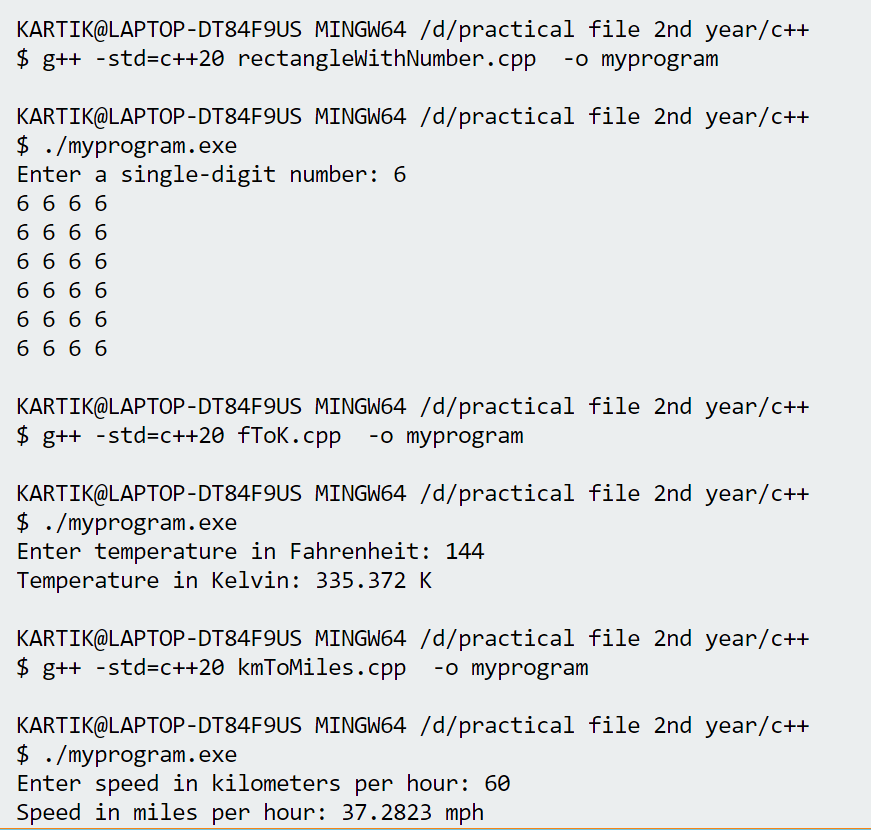 KARTIK@LAPTOP-DT84F9US MINGW64 /d/practical file 2nd year/c++
$ g++ -std=c++20 rectangleWithNumber.cpp  -o myprogram
KARTIK@LAPTOP-DT84F9US MINGW64 /d/practical file 2nd year/c++
$ ./myprogram.exe
Enter a single-digit number: 6
6 6 6 6
6 6 6 6
6 6 6 6
6 6 6 6
6 6 6 6
6 6 6 6
KARTIK@LAPTOP-DT84F9US MINGW64 /d/practical file 2nd year/c++
$ g++ -std=c++20 fToK.cpp  -o myprogram
KARTIK@LAPTOP-DT84F9US MINGW64 /d/practical file 2nd year/c++
$ ./myprogram.exe
Enter temperature in Fahrenheit: 144
Temperature in Kelvin: 335.372 K
KARTIK@LAPTOP-DT84F9US MINGW64 /d/practical file 2nd year/c++
$ g++ -std=c++20 kmToMiles.cpp  -o myprogram
KARTIK@LAPTOP-DT84F9US MINGW64 /d/practical file 2nd year/c++
$ ./myprogram.exe
Enter speed in kilometers per hour: 60
Speed in miles per hour: 37.2823 mph